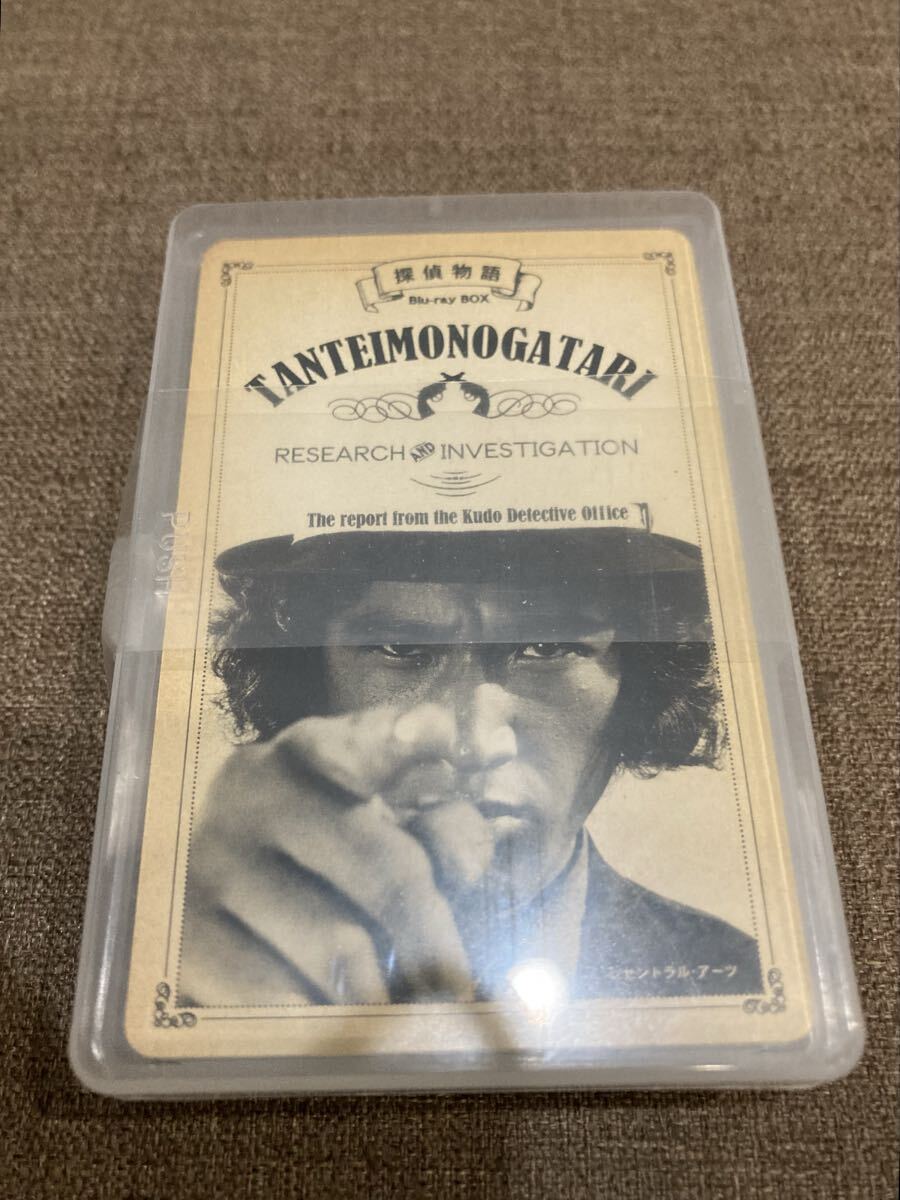 探偵物語
Blu-ray BOX
TANTEIMONOGATARI
RESEARCH AND INVESTIGATION
The report from the Kudo Detective Office
PUSH
©セントラル・アーツ